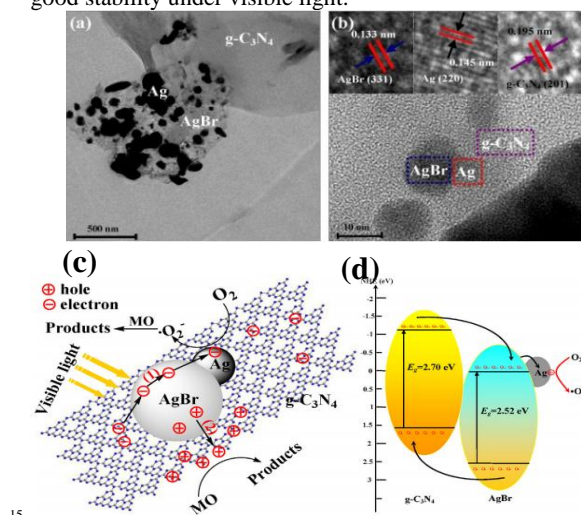 good stability under visible light.
(a)
g-C₃N₄
Ag
AgBr
500 nm
(b)
0.133 nm
AgBr (331)
Ag (220)
0.145 nm
0.195 nm
g-C₃N₄ (201)
g-C₃N₄
AgBr
Ag
10 nm
(c)
hole
electron
O₂
MO
·O₂⁻
Products
Visible light
Ag
AgBr
g-C₃N₄
Products
MO
(d)
NHE (eV)
-2
-1.5
-1
-0.5
0
0.5
1
1.5
2
2.5
3
Eg=2.70 eV
Eg=2.52 eV
Ag
O₂
·O
g-C₃N₄
AgBr
15